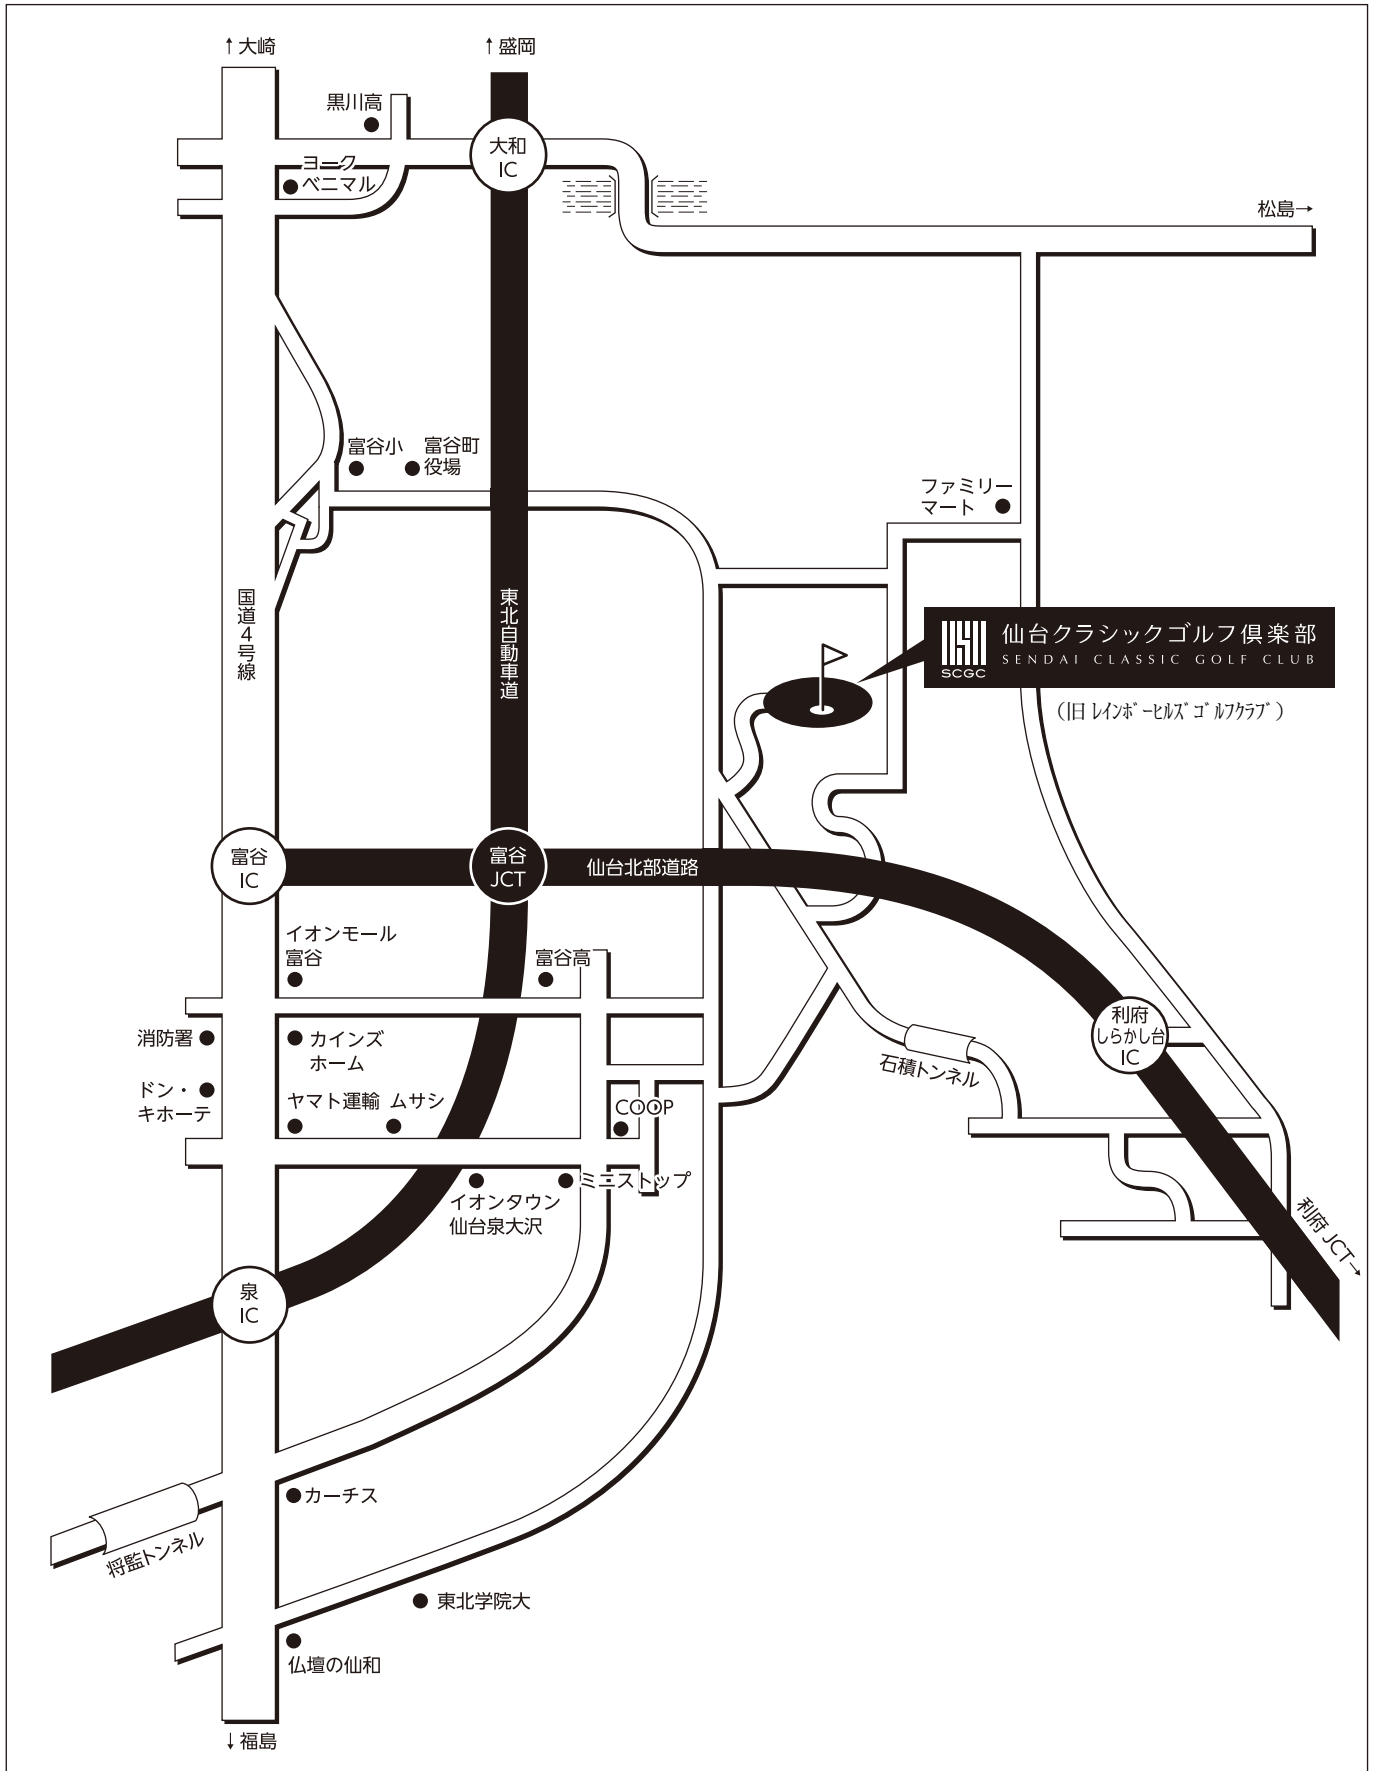 ↑大崎
↑盛岡
黒川高
大和
IC
ヨーク
ベニマル
松島→
富谷小
富谷町
役場
ファミリー
マート
国道4号線
東北自動車道
仙台クラシックゴルフ倶楽部
SENDAI CLASSIC GOLF CLUB
SCGC
(旧 ﾚｲﾝﾎﾞｰﾋﾙｽﾞｺﾞﾙﾌｸﾗﾌﾞ)
富谷
IC
富谷
JCT
仙台北部道路
イオンモール
富谷
富谷高
消防署
カインズ
ホーム
利府
しらかし台
IC
石積トンネル
ドン・
キホーテ
ヤマト運輸
ムサシ
COOP
イオンタウン
仙台泉大沢
ミニストップ
利府JCT→
泉
IC
カーチス
将監トンネル
東北学院大
仏壇の仙和
↓福島